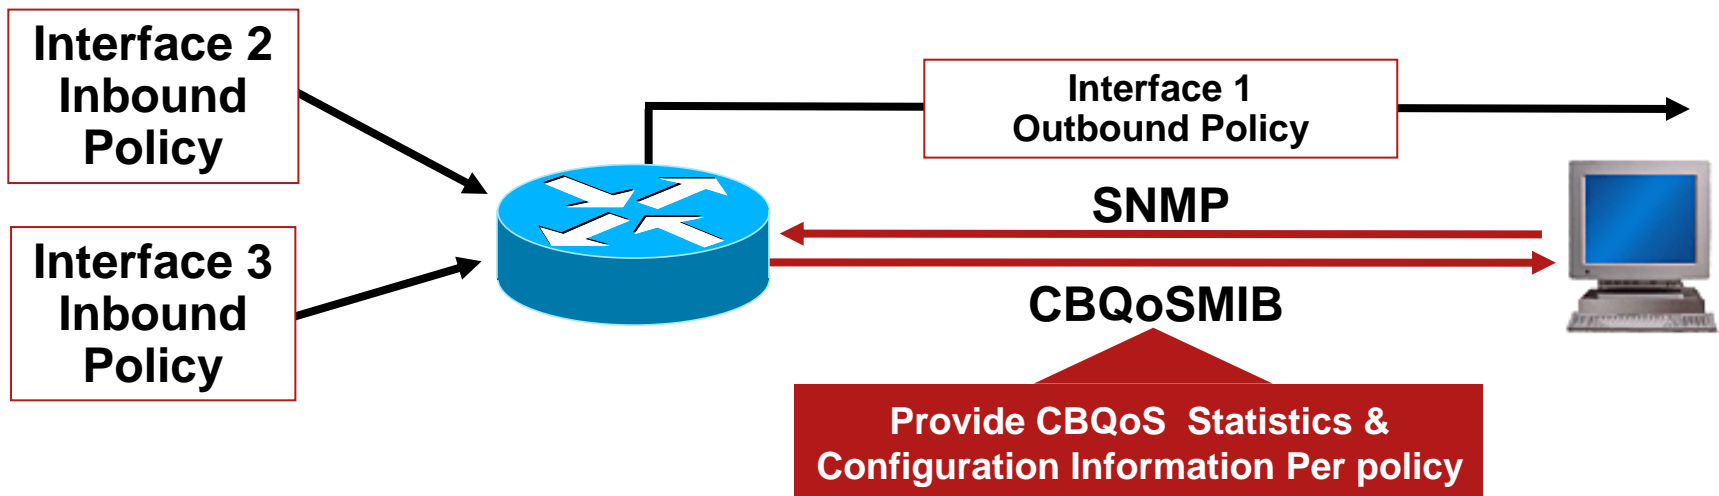 Interface 2
Inbound
Policy
Interface 1
Outbound Policy
SNMP
Interface 3
Inbound
Policy
CBQoSMIB
Provide CBQoS  Statistics &
Configuration Information Per policy